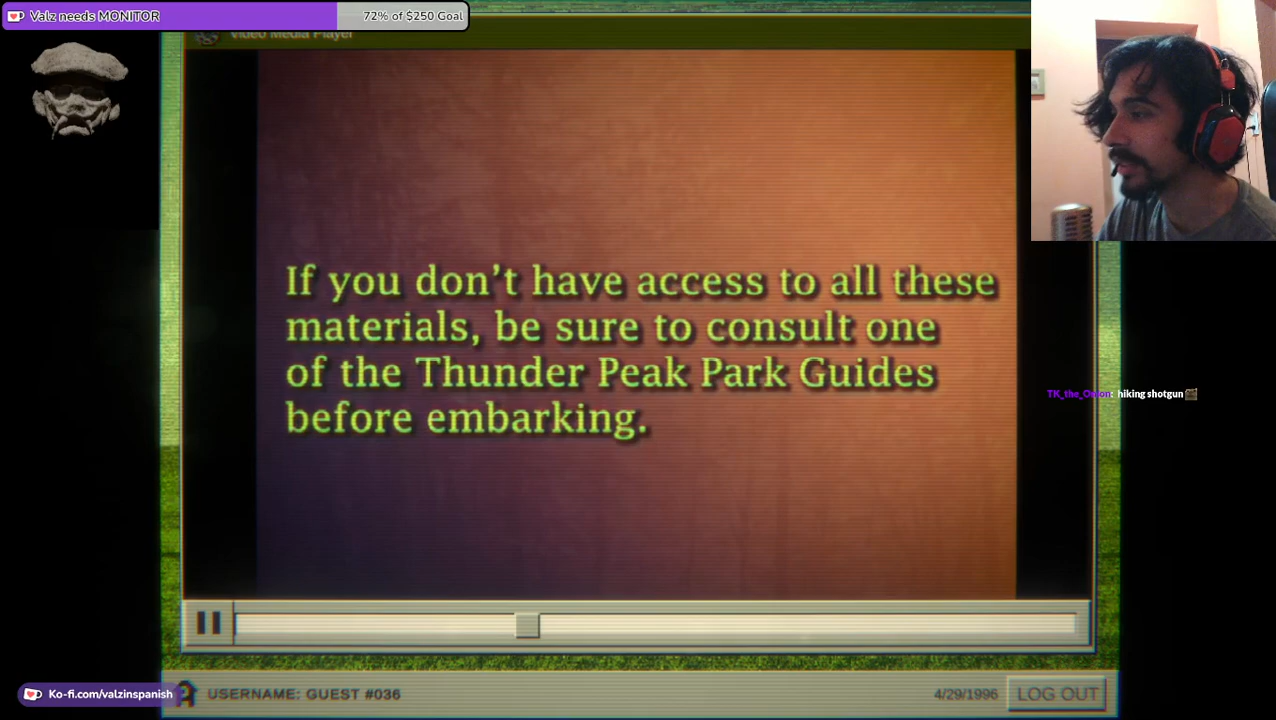 Valz needs MONITOR
72% of $250 Goal
Video Media Player
If you don't have access to all these
materials, be sure to consult one
of the Thunder Peak Park Guides
before embarking.
TK_the_Onion: hiking shotgun
Ko-fi.com/valzinspanish
USERNAME: GUEST #036
4/29/1996
LOG OUT